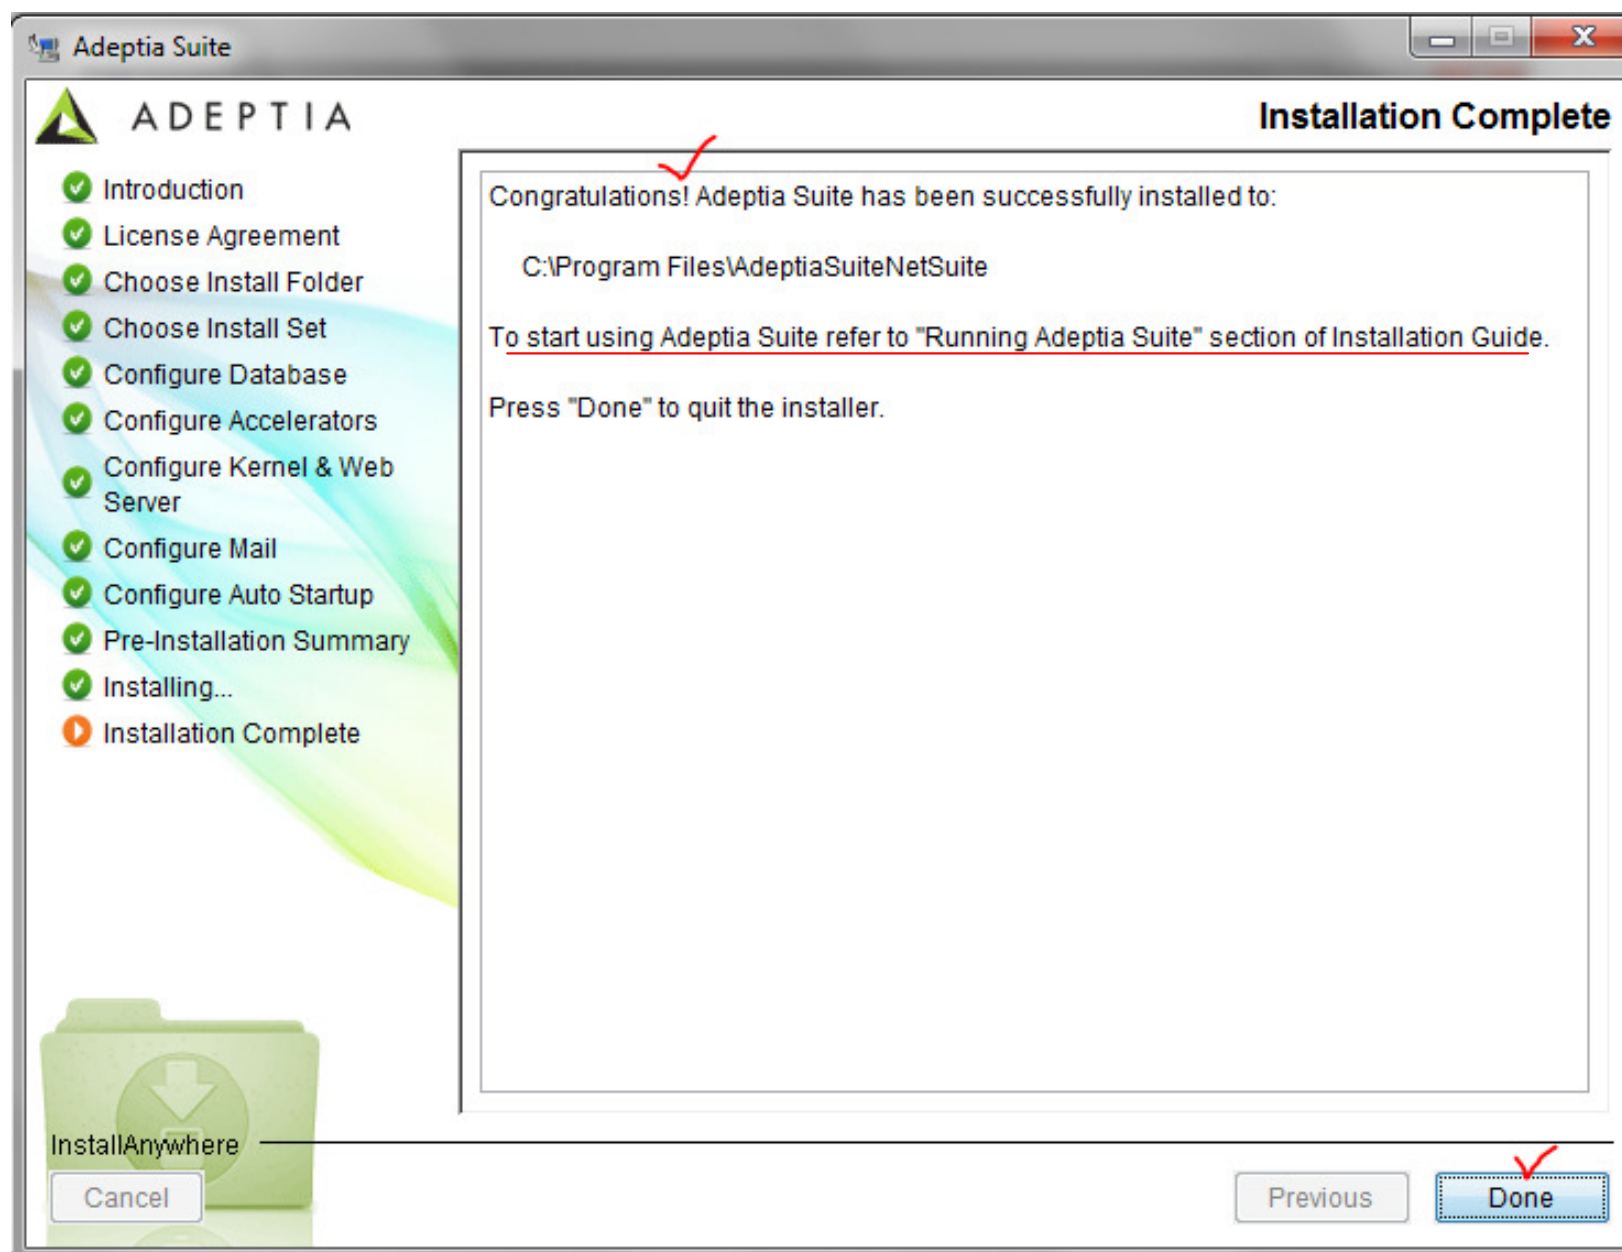 Adeptia Suite
ADEPTIA
Installation Complete
Introduction
License Agreement
Choose Install Folder
Choose Install Set
Configure Database
Configure Accelerators
Configure Kernel & Web
Server
Configure Mail
Configure Auto Startup
Pre-Installation Summary
Installing...
Installation Complete
Congratulations! Adeptia Suite has been successfully installed to:
C:\Program Files\AdeptiaSuiteNetSuite
To start using Adeptia Suite refer to "Running Adeptia Suite" section of Installation Guide.
Press "Done" to quit the installer.
InstallAnywhere
Cancel
Previous
Done